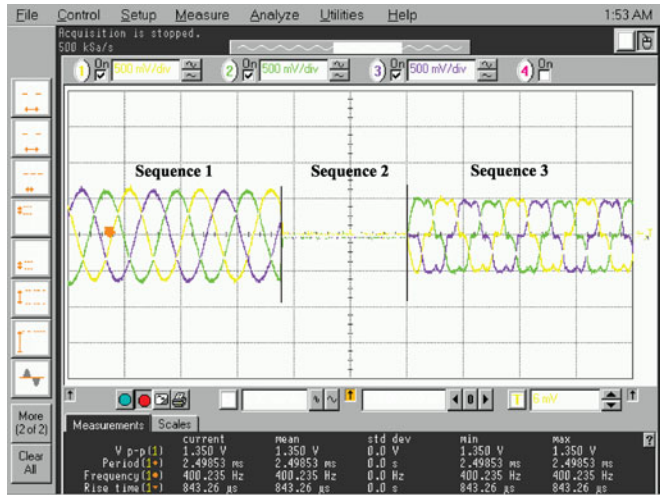 File Control Setup Measure Analyze Utilities Help 1:53 AM
Acquisition is stopped.
500 kSa/s
1 On 500 mV/div 2 On 500 mV/div 3 On 500 mV/div 4 On
Sequence 1 Sequence 2 Sequence 3
T
More
(2 of 2)
Clear
All
0 T 6 mV
Measurements Scales ?
current mean std dev min max
V p-p(1) 1.350 V 1.350 V 0.0 V 1.350 V 1.350 V
Period(1) 2.49853 ms 2.49853 ms 0.0 s 2.49853 ms 2.49853 ms
Frequency(1) 400.235 Hz 400.235 Hz 0.0 Hz 400.235 Hz 400.235 Hz
Rise time(1) 843.26 µs 843.26 µs 0.0 s 843.26 µs 843.26 µs